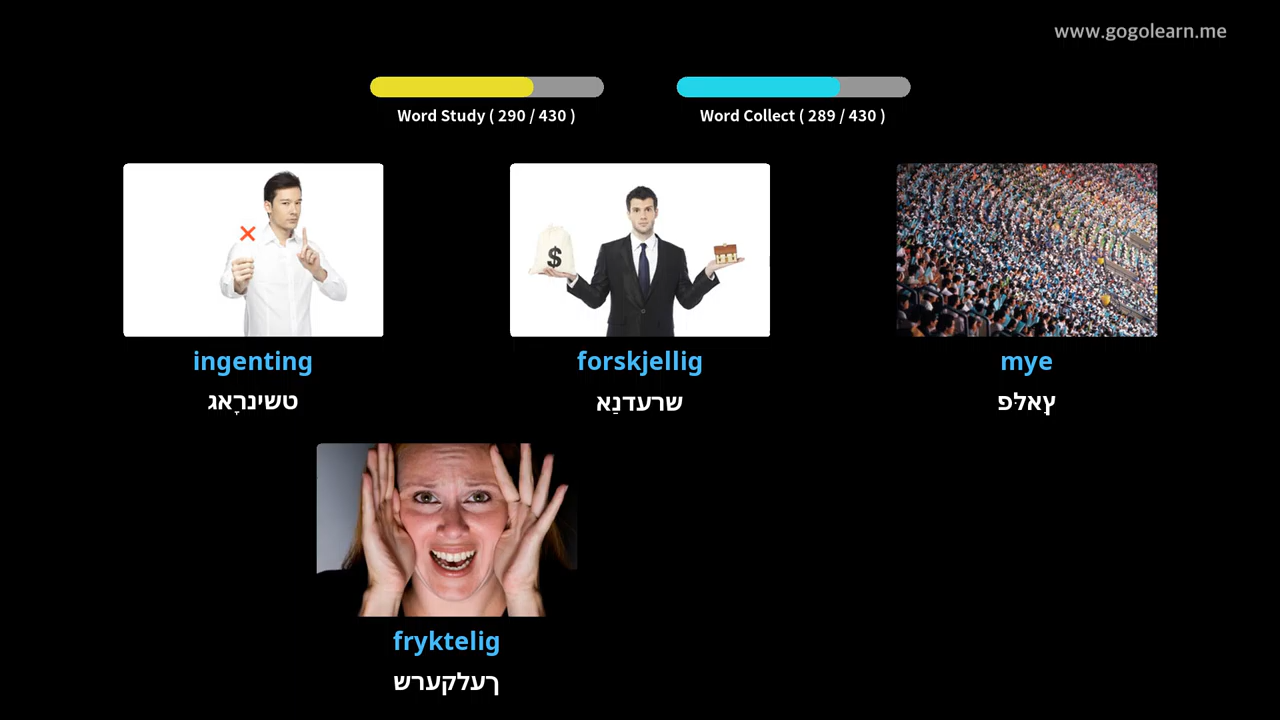 www.gogolearn.me
Word Study ( 290 / 430 )
Word Collect ( 289 / 430 )
ingenting
forskjellig
mye
טשינרָאג
שרעדנַא
ץַאלּפ
fryktelig
ךעלקערש